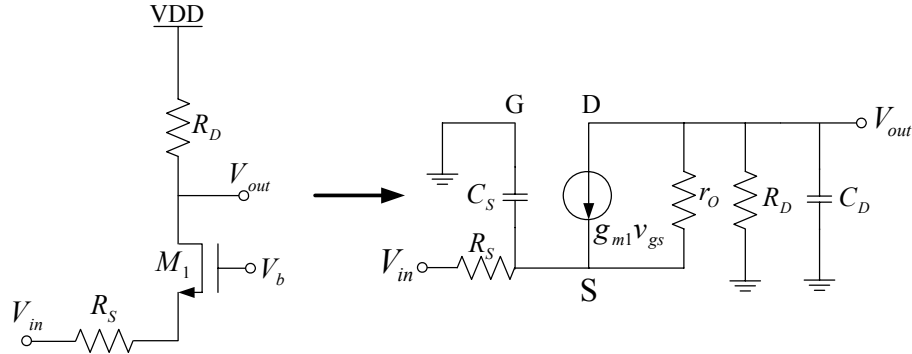 VDD
R_D
V_out
M_1
V_b
R_S
V_in
G
D
V_out
C_S
g_m1 v_gs
r_O
R_D
C_D
R_S
V_in
S